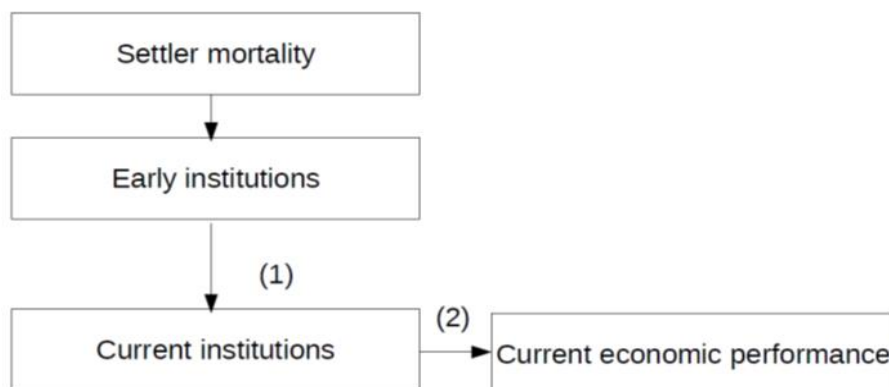 Settler mortality
Early institutions
(1)
(2)
Current institutions
Current economic performance